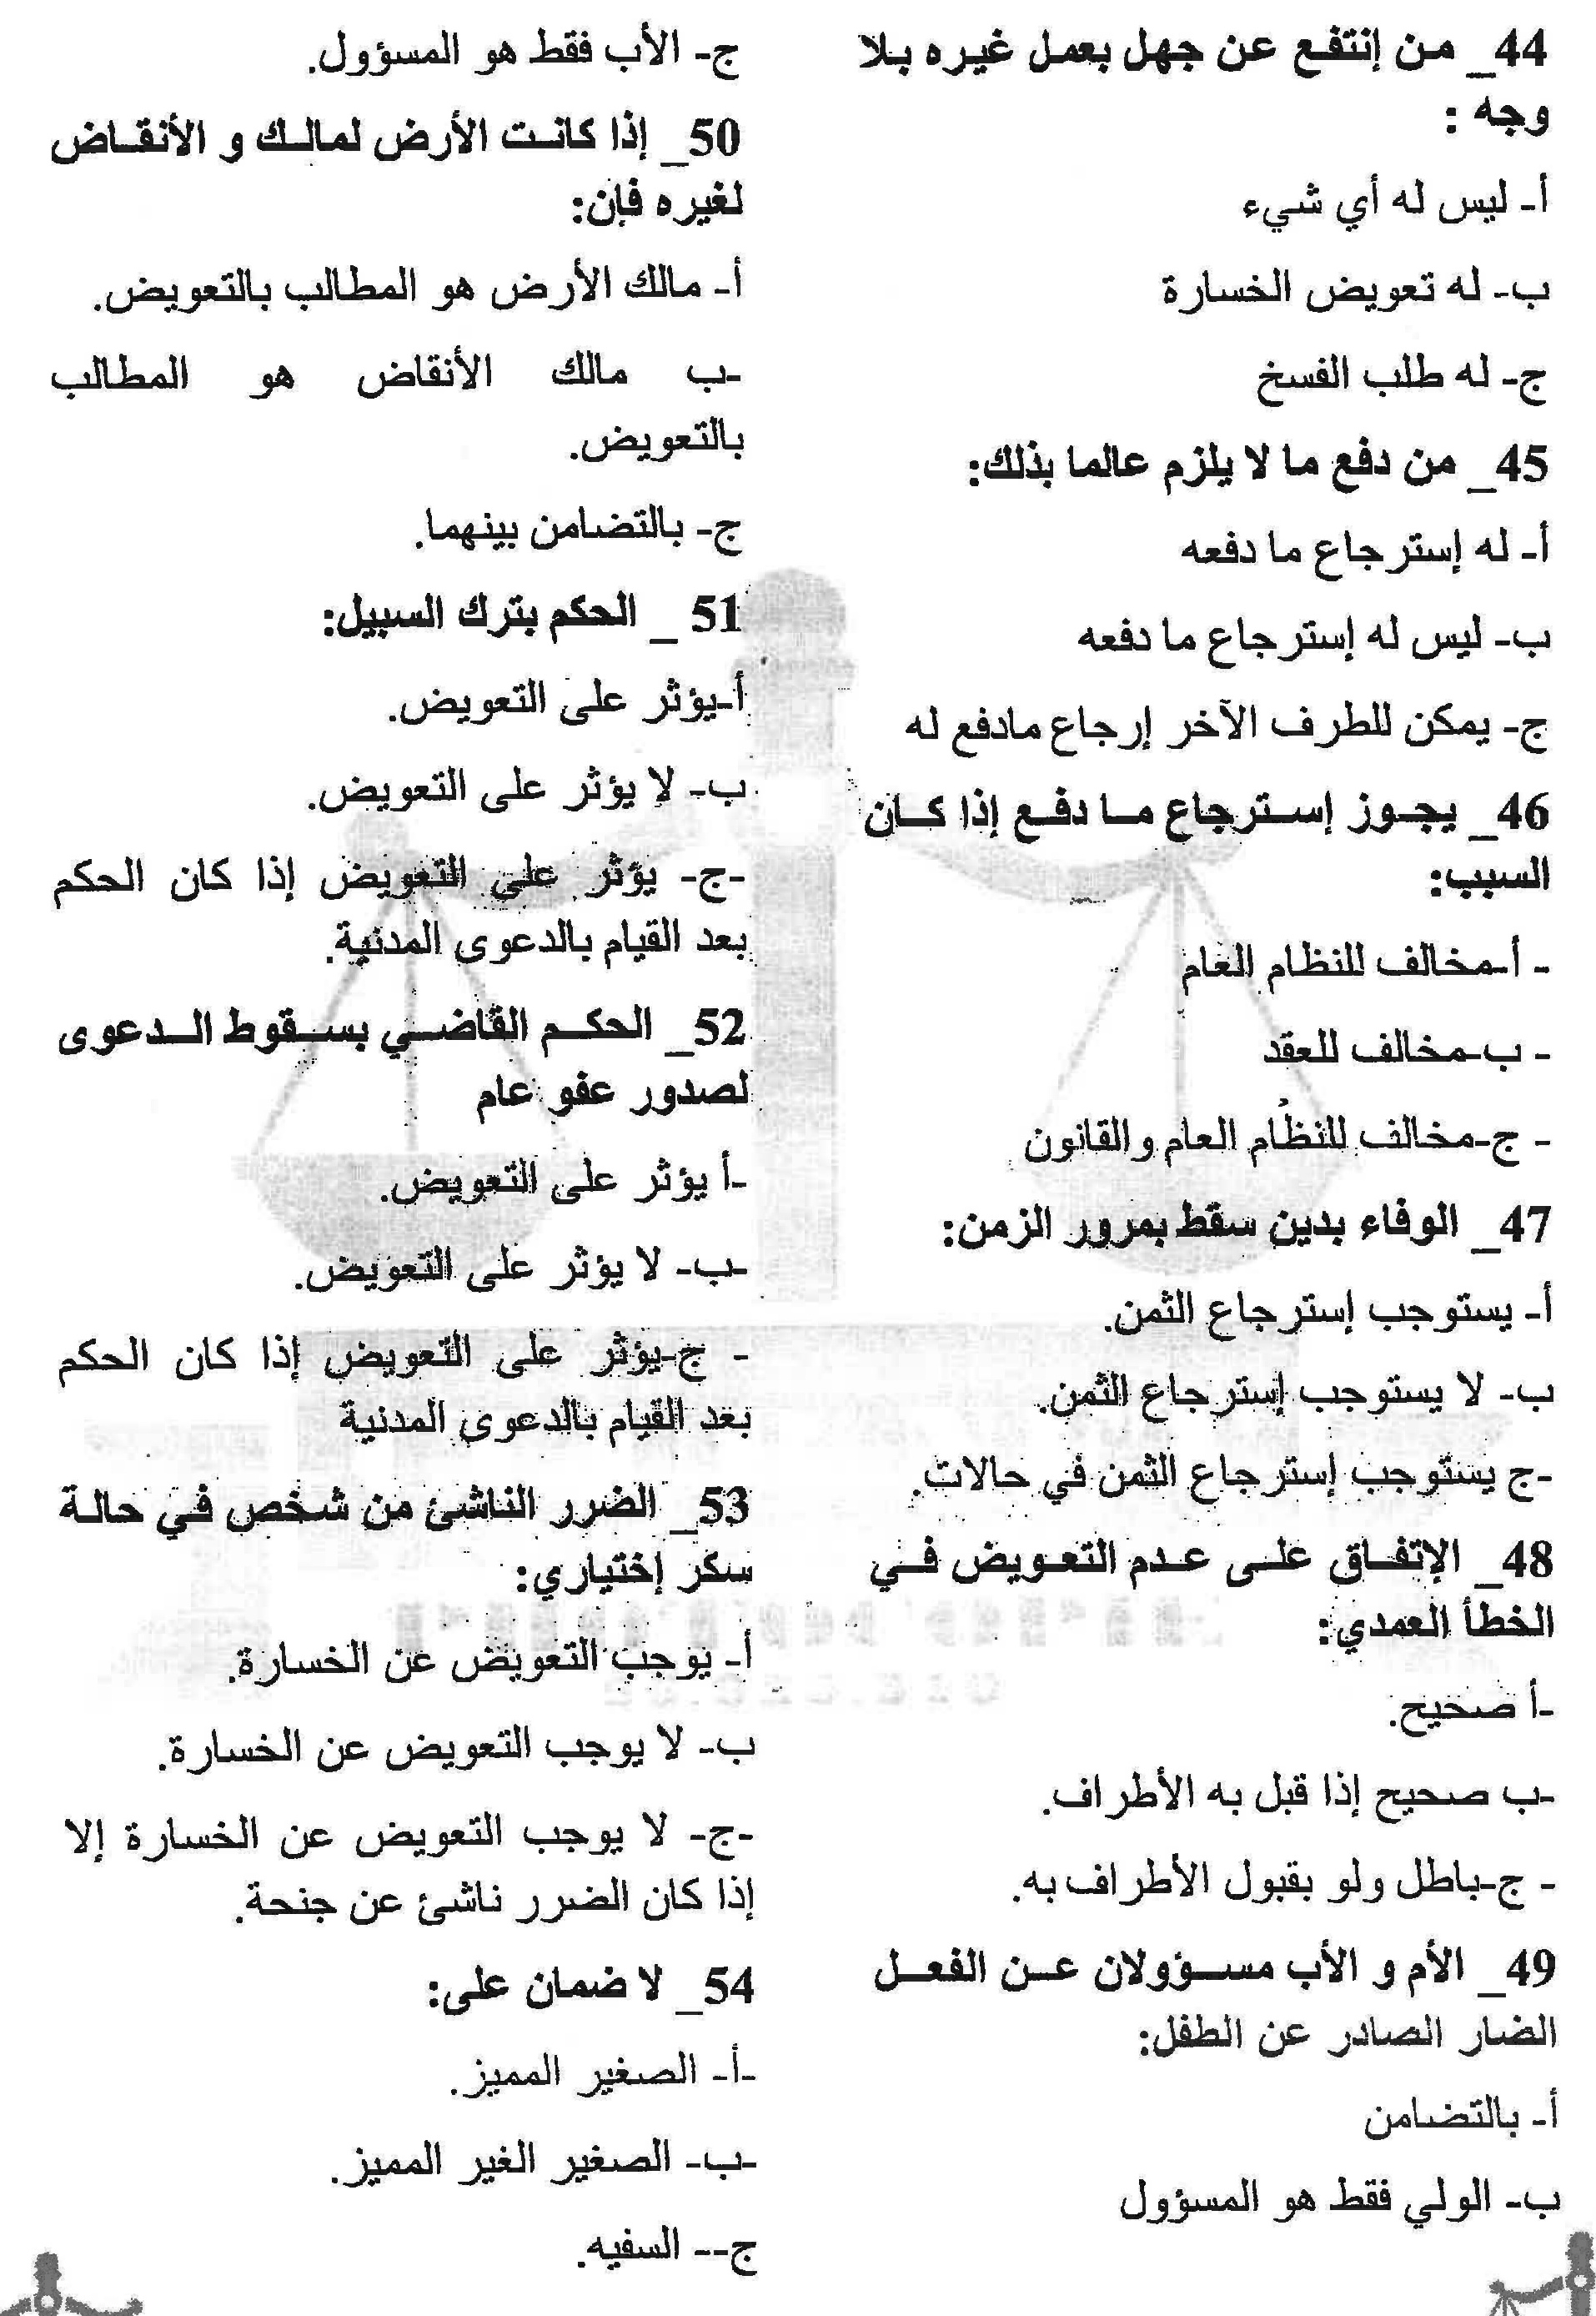 44_ من إنتفع عن جهل بعمل غيره بلا
وجه :
أ- ليس له أي شيء
ب- له تعويض الخسارة
ج- له طلب الفسخ
45_ من دفع ما لا يلزم عالما بذلك:
أ- له إسترجاع ما دفعه
ب- ليس له إسترجاع ما دفعه
ج- يمكن للطرف الآخر إرجاع مادفع له
46_ يجوز إسترجاع ما دفع إذا كان
السبب:
- أ-مخالف للنظام العام
- ب-مخالف للعقد
- ج-مخالف للنظام العام والقانون
47_ الوفاء بدين سقط بمرور الزمن:
أ- يستوجب إسترجاع الثمن.
ب- لا يستوجب إسترجاع الثمن.
-ج يستوجب إسترجاع الثمن في حالات.
48_ الإتفاق على عدم التعويض في
الخطأ العمدي:
-أ صحيح.
-ب صحيح إذا قبل به الأطراف.
- ج-باطل ولو بقبول الأطراف به.
49_ الأم و الأب مسؤولان عن الفعل
الضار الصادر عن الطفل:
أ- بالتضامن
ب- الولي فقط هو المسؤول
ج- الأب فقط هو المسؤول.
50_ إذا كانت الأرض لمالك و الأنقاض
لغيره فإن:
أ- مالك الأرض هو المطالب بالتعويض.
-ب مالك الأنقاض هو المطالب
بالتعويض.
ج- بالتضامن بينهما.
51 _ الحكم بترك السبيل:
أ-يؤثر على التعويض.
ب- لا يؤثر على التعويض.
-ج- يؤثر على التعويض إذا كان الحكم
بعد القيام بالدعوى المدنية.
52_ الحكم القاضي بسقوط الدعوى
لصدور عفو عام
-أ يؤثر على التعويض.
-ب- لا يؤثر على التعويض.
- ج-يؤثر على التعويض إذا كان الحكم
بعد القيام بالدعوى المدنية
53_ الضرر الناشئ من شخص في حالة
سكر إختياري:
أ- يوجب التعويض عن الخسارة.
ب- لا يوجب التعويض عن الخسارة.
-ج- لا يوجب التعويض عن الخسارة إلا
إذا كان الضرر ناشئ عن جنحة.
54_ لا ضمان على:
-أ- الصغير المميز.
-ب- الصغير الغير المميز.
ج-- السفيه.